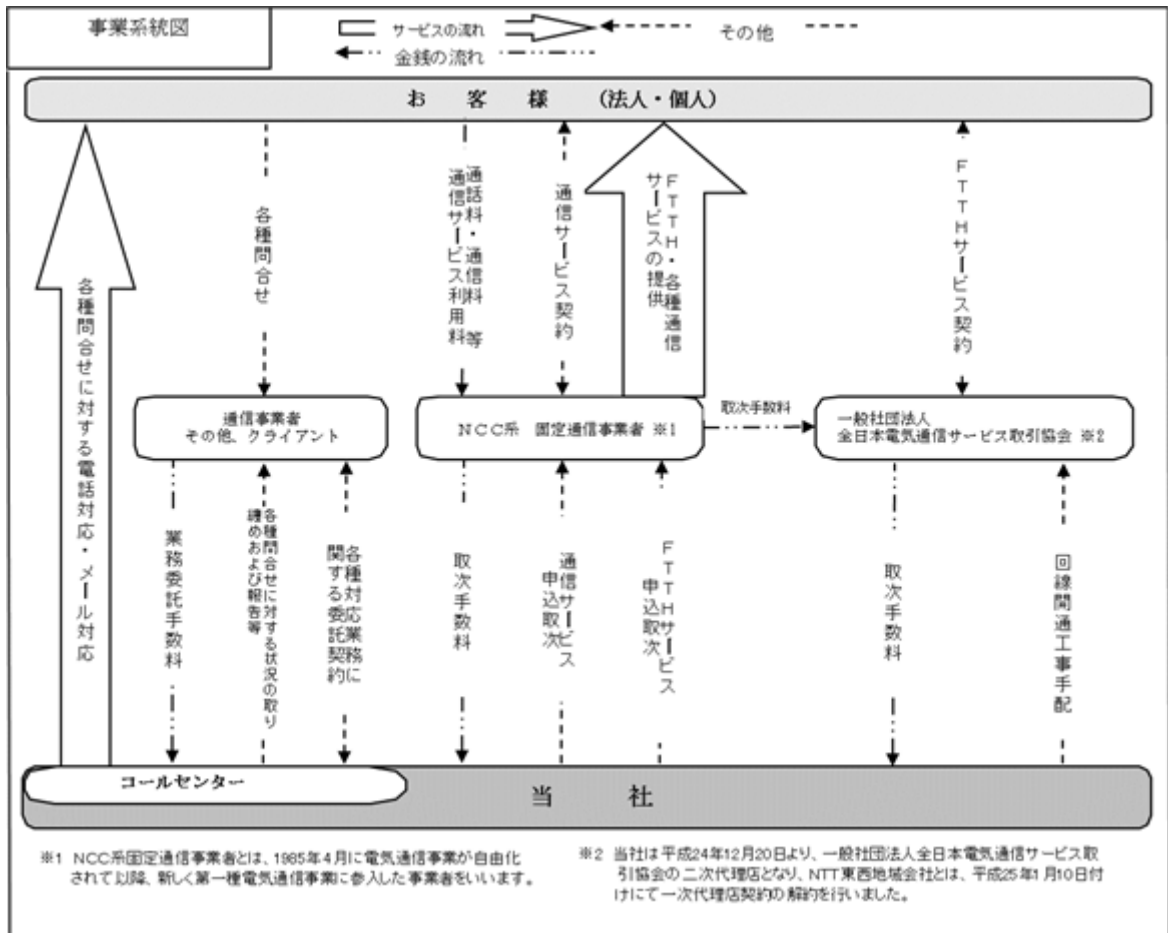 事業系統図
サービスの流れ
その他
金銭の流れ
お 客 様 （法人・個人）
各種問合せに対する電話対応・メール対応
各種問合せ
通話料・通信料 等
通信サービス利用料
通信サービス契約
FTTH・各種通信
サービスの提供
FTTHサービス契約
通信事業者
その他、クライアント
NCC系 固定通信事業者 ※1
取次手数料
一般社団法人
全日本電気通信サービス取引協会 ※2
業務委託手数料
各種問合せに対する状況の取り
纏めおよび報告等
各種対応業務に
関する委託契約
取次手数料
通信サービス
申込取次
FTTHサービス
申込取次
取次手数料
回線開通工事手配
コールセンター
当 社
※1 NCC系固定通信事業者とは、1985年4月に電気通信事業が自由化
されて以降、新しく第一種電気通信事業に参入した事業者をいいます。
※2 当社は平成24年12月20日より、一般社団法人全日本電気通信サービス取
引協会の二次代理店となり、NTT東西地域会社とは、平成25年1月10日付
けにて一次代理店契約の解約を行いました。